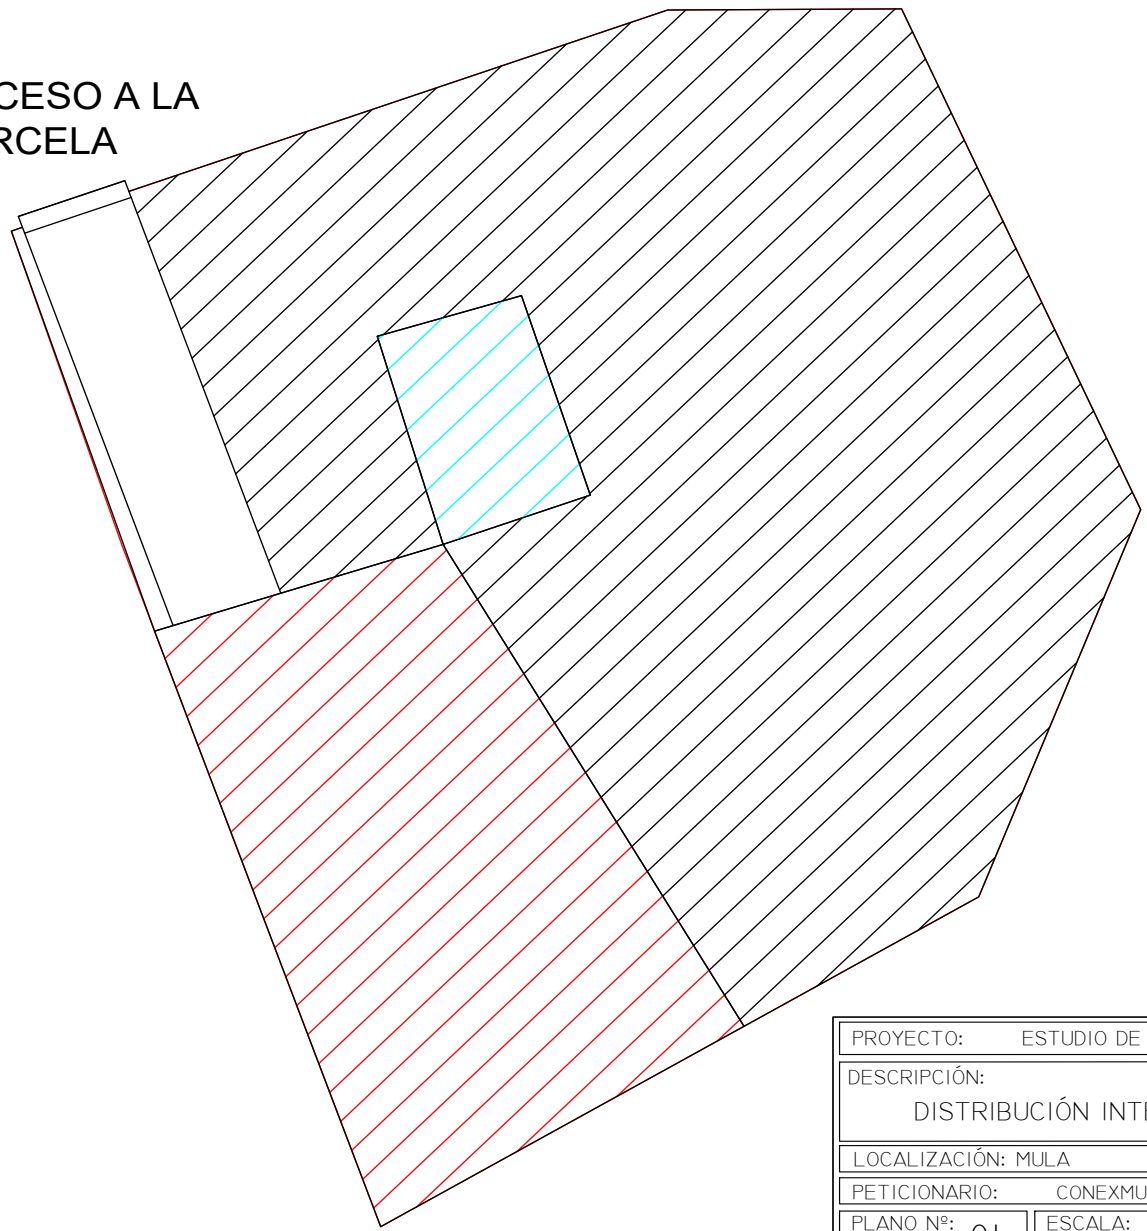 CESO A LA
RCELA
PROYECTO: ESTUDIO DE
DESCRIPCIÓN:
DISTRIBUCIÓN INTE
LOCALIZACIÓN: MULA
PETICIONARIO: CONEXMU
PLANO Nº: ESCALA: